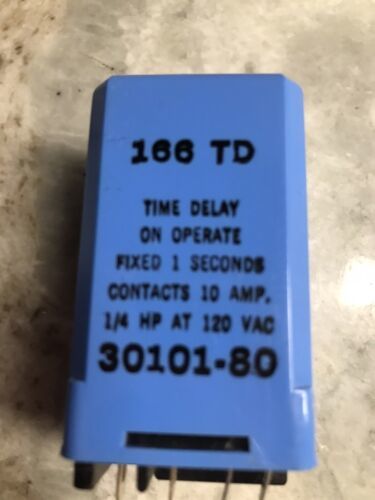 166 TD
TIME DELAY
ON OPERATE
FIXED 1 SECONDS
CONTACTS 10 AMP.
1/4 HP AT 120 VAC
30101-80